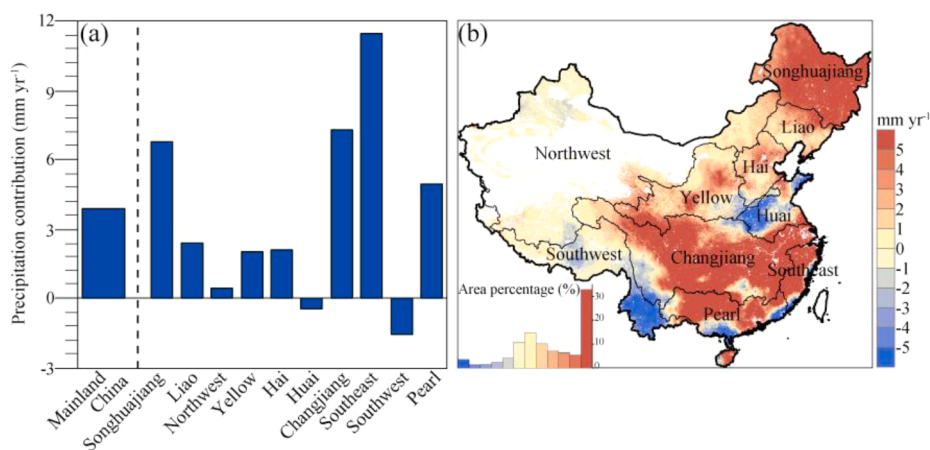 (a)
Precipitation contribution (mm yr-1)
12
9
6
3
0
-3
Mainland
China
Songhuajiang
Liao
Northwest
Yellow
Hai
Huai
Changjiang
Southeast
Southwest
Pearl
(b)
Songhuajiang
Liao
Northwest
Hai
Yellow
Huai
Southwest
Changjiang
Southeast
Pearl
Area percentage (%)
30
20
10
0
mm yr-1
5
4
3
2
1
0
-1
-2
-3
-4
-5